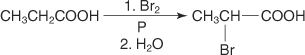 CH₃CH₂COOH 1. Br₂ CH₃CH—COOH
P
2. H₂O Br